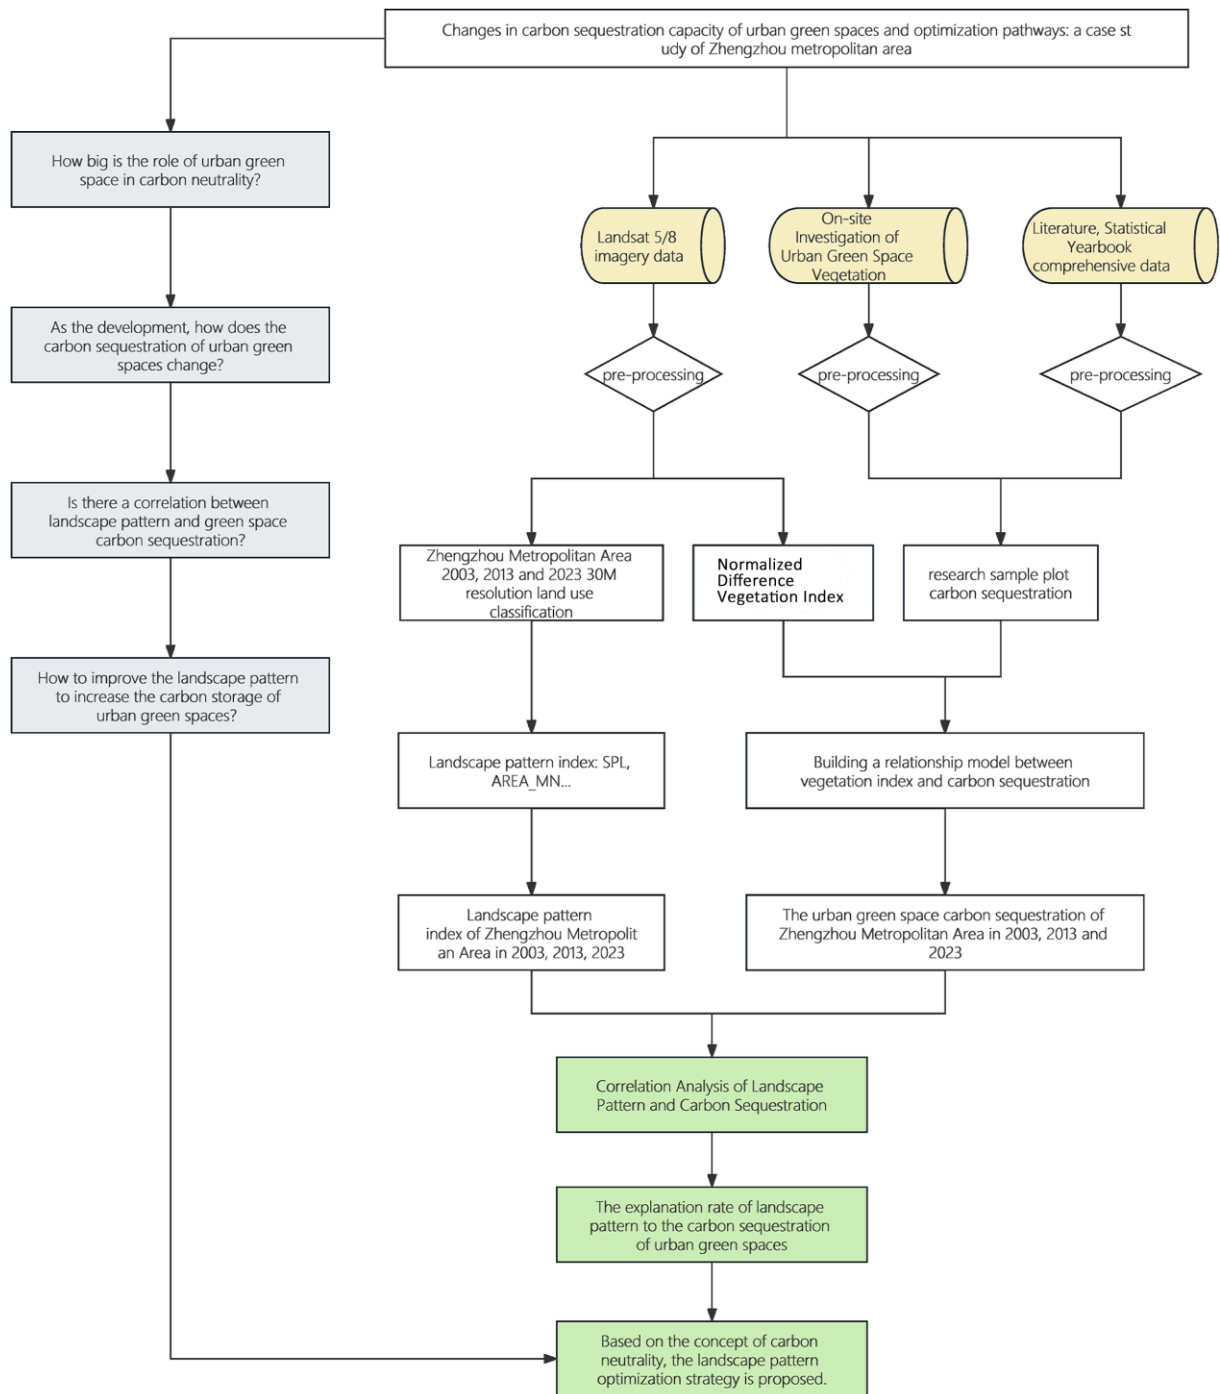 Changes in carbon sequestration capacity of urban green spaces and optimization pathways: a case st
udy of Zhengzhou metropolitan area
How big is the role of urban green
space in carbon neutrality?
As the development, how does the
carbon sequestration of urban green
spaces change?
Is there a correlation between
landscape pattern and green space
carbon sequestration?
How to improve the landscape pattern
to increase the carbon storage of
urban green spaces?
Landsat 5/8
imagery data
On-site
Investigation of
Urban Green Space
Vegetation
Literature, Statistical
Yearbook
comprehensive data
pre-processing
pre-processing
pre-processing
Zhengzhou Metropolitan Area
2003, 2013 and 2023 30M
resolution land use
classification
Normalized
Difference
Vegetation Index
research sample plot
carbon sequestration
Landscape pattern index: SPL,
AREA_MN...
Building a relationship model between
vegetation index and carbon sequestration
Landscape pattern
index of Zhengzhou Metropolit
an Area in 2003, 2013, 2023
The urban green space carbon sequestration of
Zhengzhou Metropolitan Area in 2003, 2013 and
2023
Correlation Analysis of Landscape
Pattern and Carbon Sequestration
The explanation rate of landscape
pattern to the carbon sequestration
of urban green spaces
Based on the concept of carbon
neutrality, the landscape pattern
optimization strategy is proposed.